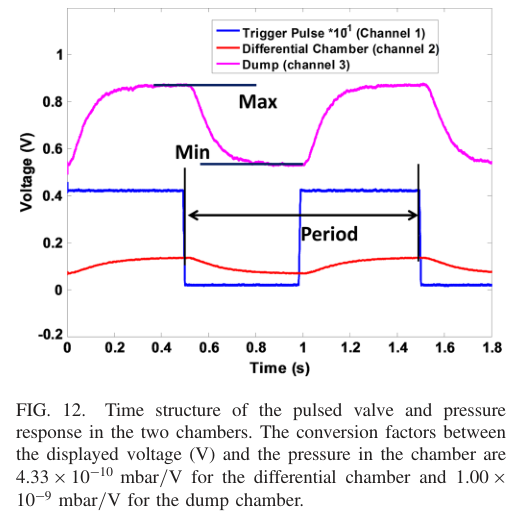 Trigger Pulse *10¹ (Channel 1)
Differential Chamber (channel 2)
Dump (channel 3)
Max
Min
Period
Voltage (V)
1
0.8
0.6
0.4
0.2
0
-0.2
0
0.2
0.4
0.6
0.8
1
1.2
1.4
1.6
1.8
Time (s)
FIG. 12. Time structure of the pulsed valve and pressure
response in the two chambers. The conversion factors between
the displayed voltage (V) and the pressure in the chamber are
4.33 × 10⁻¹⁰ mbar/V for the differential chamber and 1.00 ×
10⁻⁹ mbar/V for the dump chamber.